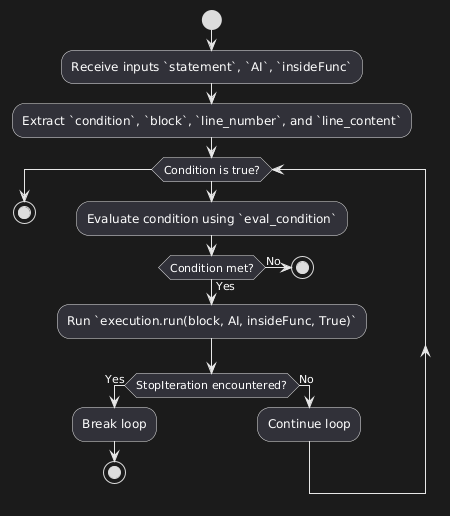 Receive inputs `statement`, `AI`, `insideFunc`
Extract `condition`, `block`, `line_number`, and `line_content`
Condition is true?
Evaluate condition using `eval_condition`
Condition met?
No
Yes
Run `execution.run(block, AI, insideFunc, True)`
Yes
StopIteration encountered?
No
Break loop
Continue loop